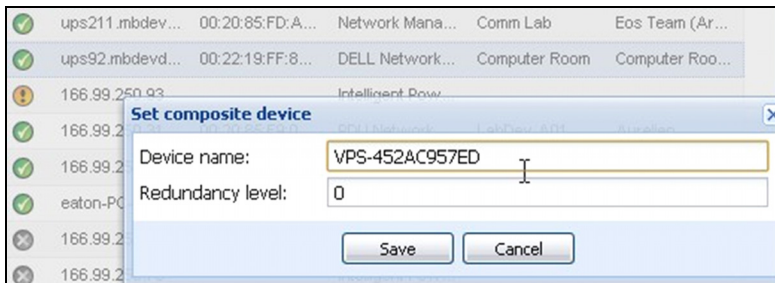 ups211.mbdev... 00:20:85:FD:A... Network Mana... Comm Lab Eos Team (Ar...
ups92.mbdevd... 00:22:19:FF:8... DELL Network... Computer Room Computer Roo...
166.99.250.93 Intelligent Pow...
Set composite device
166.99.2
Device name: VPS-452AC957ED
166.99.2
Redundancy level: 0
eaton-PC
166.99.2
Save Cancel
166.99.2